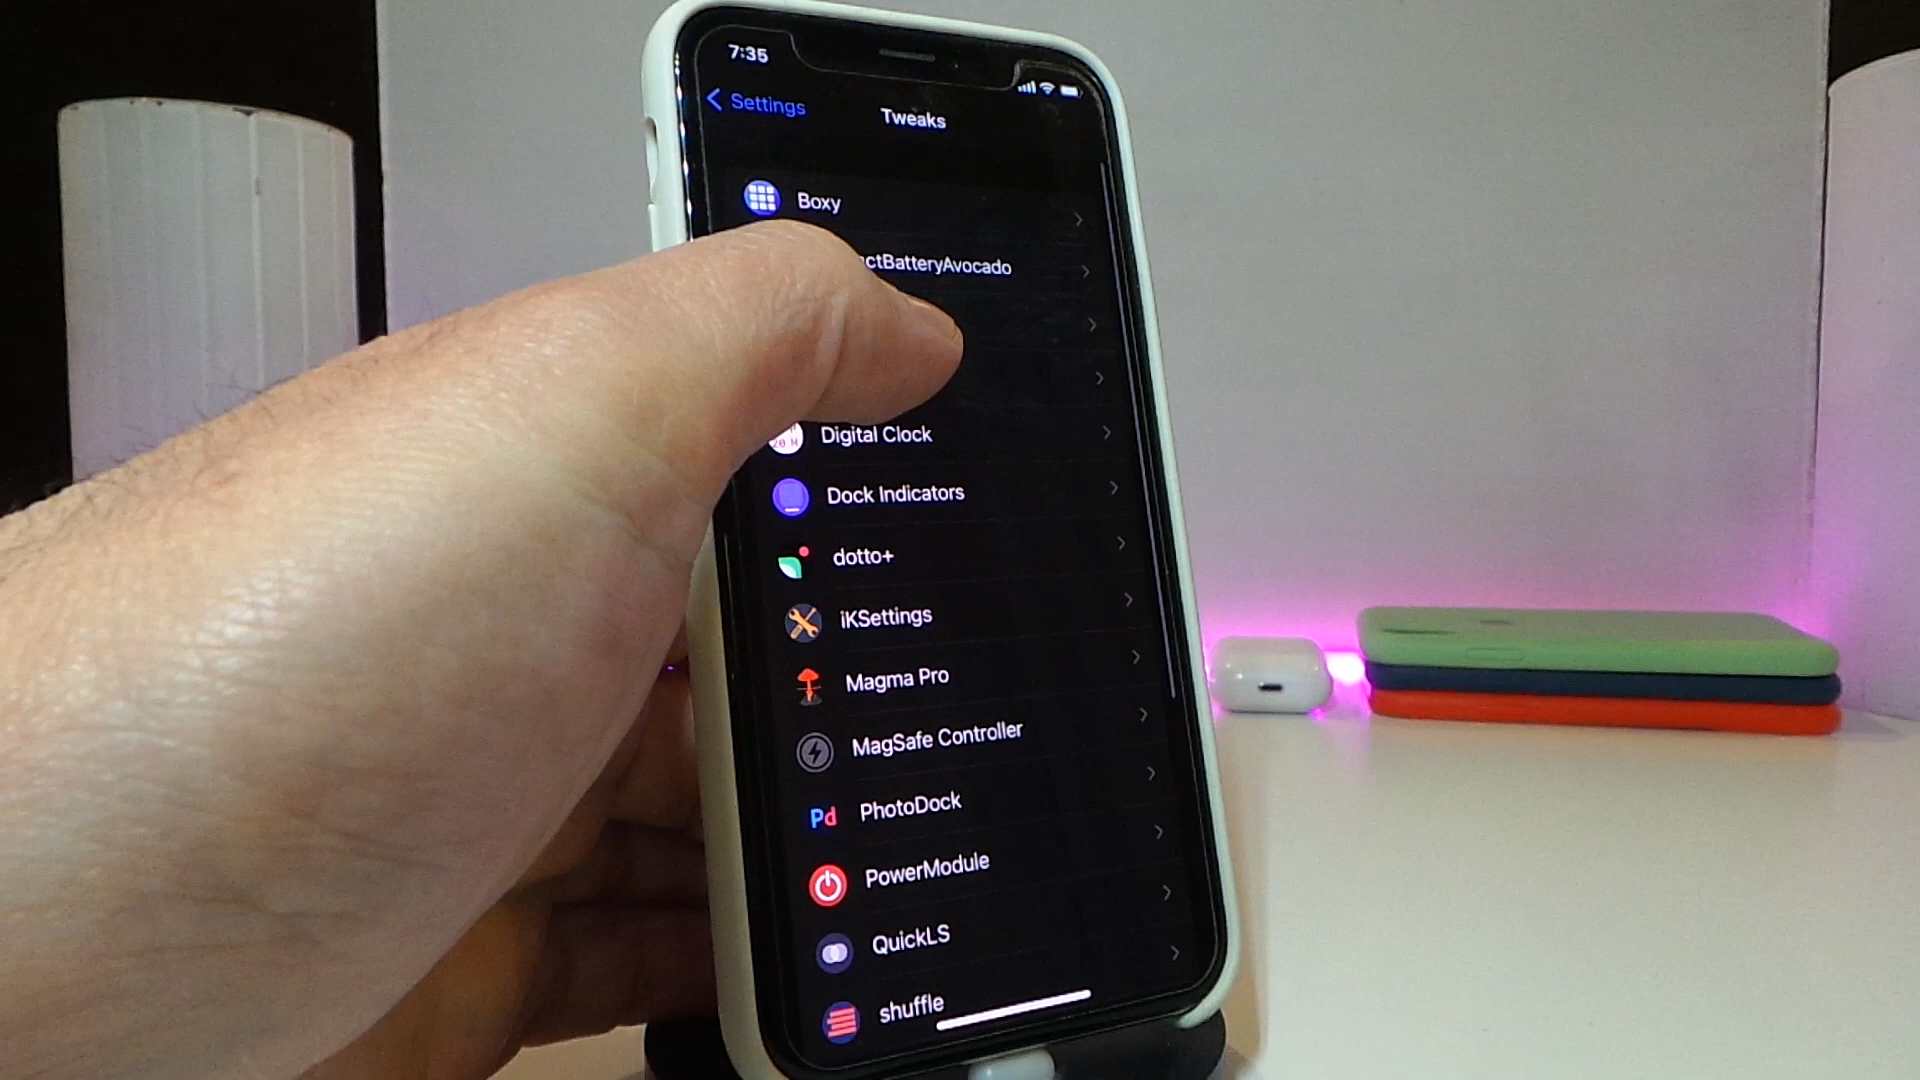 7:35
Settings
Tweaks
Boxy
ctBatteryAvocado
Digital Clock
20 M
Dock Indicators
dotto+
iKSettings
Magma Pro
MagSafe Controller
Pd PhotoDock
PowerModule
QuickLS
shuffle